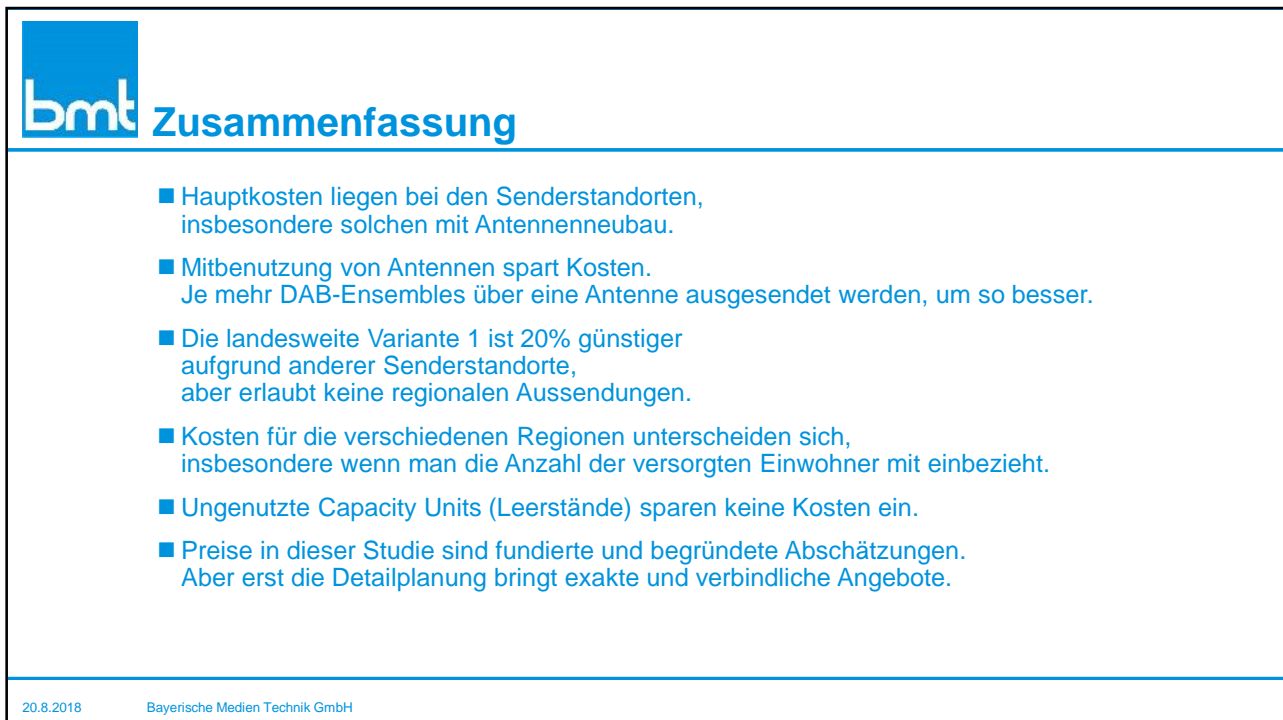 bmt
Zusammenfassung
■ Hauptkosten liegen bei den Senderstandorten,
insbesondere solchen mit Antennenneubau.
■ Mitbenutzung von Antennen spart Kosten.
Je mehr DAB-Ensembles über eine Antenne ausgesendet werden, um so besser.
■ Die landesweite Variante 1 ist 20% günstiger
aufgrund anderer Senderstandorte,
aber erlaubt keine regionalen Aussendungen.
■ Kosten für die verschiedenen Regionen unterscheiden sich,
insbesondere wenn man die Anzahl der versorgten Einwohner mit einbezieht.
■ Ungenutzte Capacity Units (Leerstände) sparen keine Kosten ein.
■ Preise in dieser Studie sind fundierte und begründete Abschätzungen.
Aber erst die Detailplanung bringt exakte und verbindliche Angebote.
20.8.2018 Bayerische Medien Technik GmbH